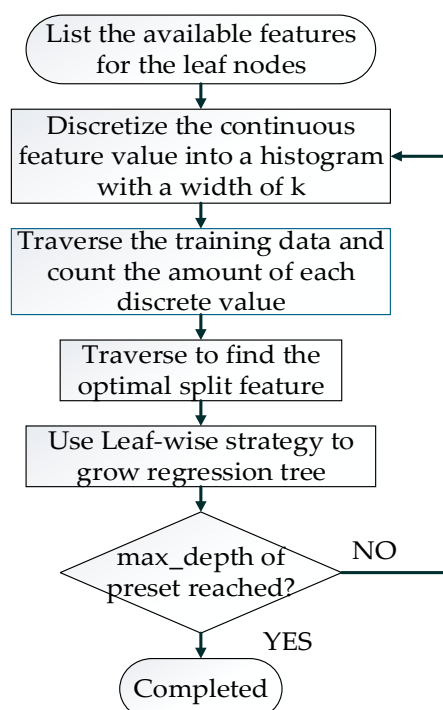 List the available features
for the leaf nodes
Discretize the continuous
feature value into a histogram
with a width of k
Traverse the training data and
count the amount of each
discrete value
Traverse to find the
optimal split feature
Use Leaf-wise strategy to
grow regression tree
max_depth of
preset reached?
NO
YES
Completed